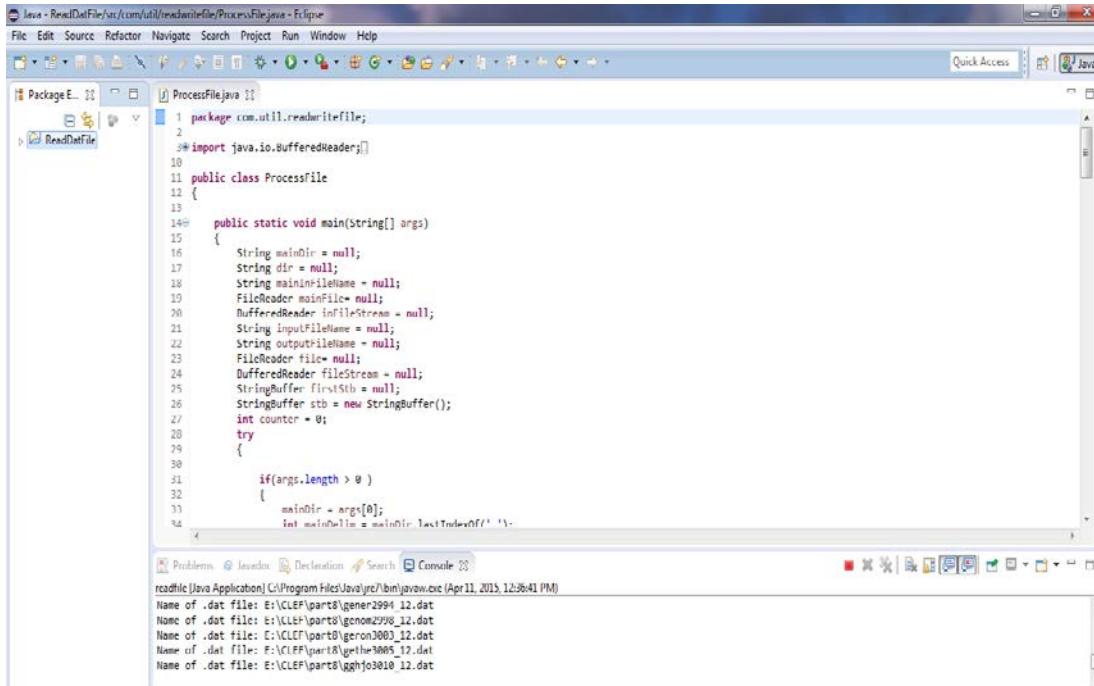 Java - ReadDatFile/src/com/util/readwritefile/ProcessFile.java - Eclipse
File Edit Source Refactor Navigate Search Project Run Window Help
Quick Access
Java
Package E...
ProcessFile.java
ReadDatFile
1 package com.util.readwritefile;
2
3 import java.io.BufferedReader;
10
11 public class ProcessFile
12 {
13
14 public static void main(String[] args)
15 {
16 String mainDir = null;
17 String dir = null;
18 String mainInFileName = null;
19 FileReader mainFile= null;
20 BufferedReader inFileStream = null;
21 String inputFileName = null;
22 String outputFileName = null;
23 FileReader file= null;
24 BufferedReader fileStream = null;
25 StringBuffer firstStb = null;
26 StringBuffer stb = new StringBuffer();
27 int counter = 0;
28 try
29 {
30
31 if(args.length > 0 )
32 {
33 mainDir = args[0];
34 int mainDelim = mainDir.lastIndexOf('_');
Problems Javadoc Declaration Search Console
readfile [Java Application] C:\Program Files\Java\jre7\bin\javaw.exe (Apr 11, 2015, 12:36:41 PM)
Name of .dat file: E:\CLEF\part8\gener2994_12.dat
Name of .dat file: E:\CLEF\part8\genom2998_12.dat
Name of .dat file: E:\CLEF\part8\geron3003_12.dat
Name of .dat file: E:\CLEF\part8\gethe3005_12.dat
Name of .dat file: E:\CLEF\part8\gghjo3010_12.dat